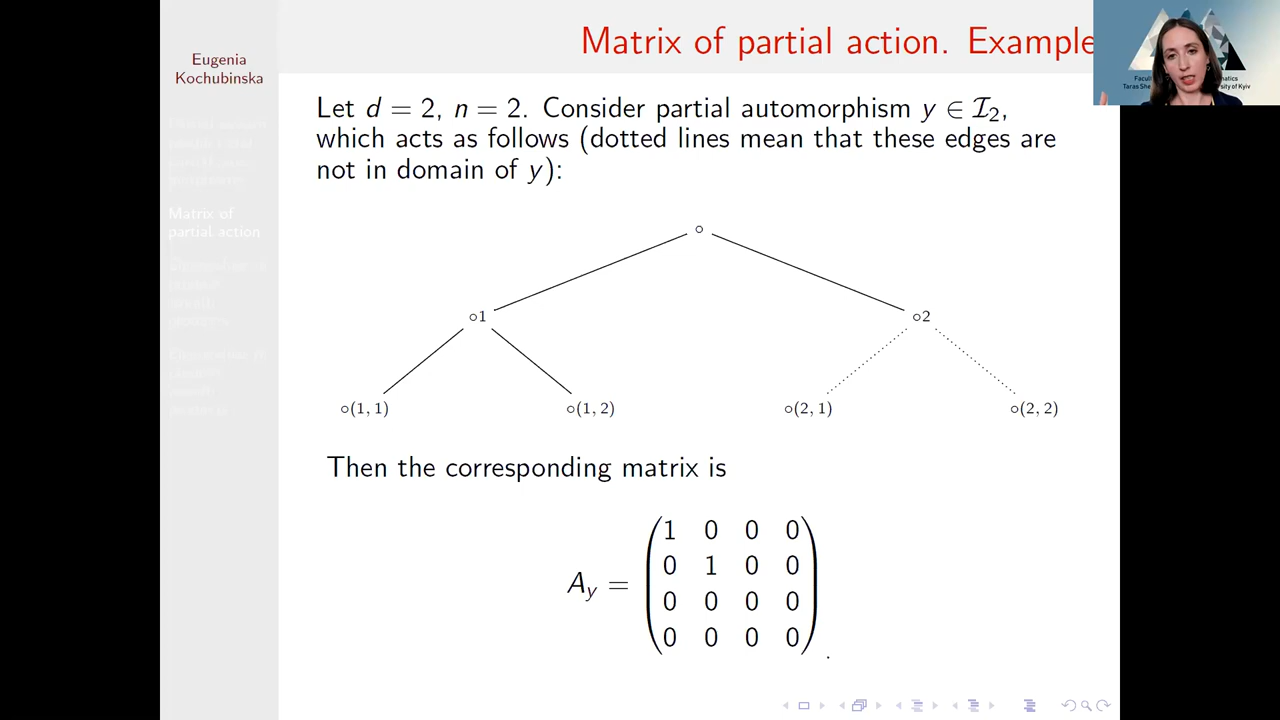 Matrix of partial action. Example
Eugenia
Kochubinska
Matrix of
partial action
Let d = 2, n = 2. Consider partial automorphism y ∈ ℐ₂,
which acts as follows (dotted lines mean that these edges are
not in domain of y):
∘
∘1 ∘2
∘(1, 1) ∘(1, 2) ∘(2, 1) ∘(2, 2)
Then the corresponding matrix is
1 0 0 0
A_y = 0 1 0 0
0 0 0 0
0 0 0 0 .